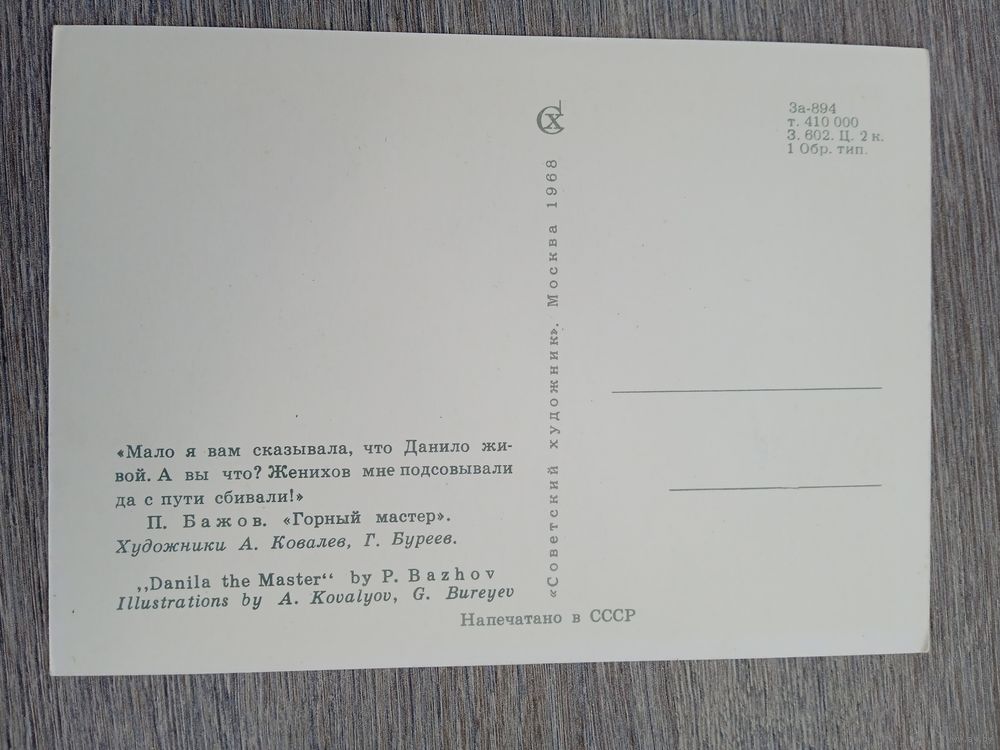 «Мало я вам сказывала, что Данило жи-
вой. А вы что? Женихов мне подсовывали
да с пути сбивали!»
П. Бажов. «Горный мастер».
Художники А. Ковалев, Г. Буреев.
,,Danila the Master“ by P. Bazhov
Illustrations by A. Kovalyov, G. Bureyev
«Советский художник». Москва 1968
Напечатано в СССР
СХ
За-894
т. 410 000
З. 602. Ц. 2 к.
1 Обр. тип.